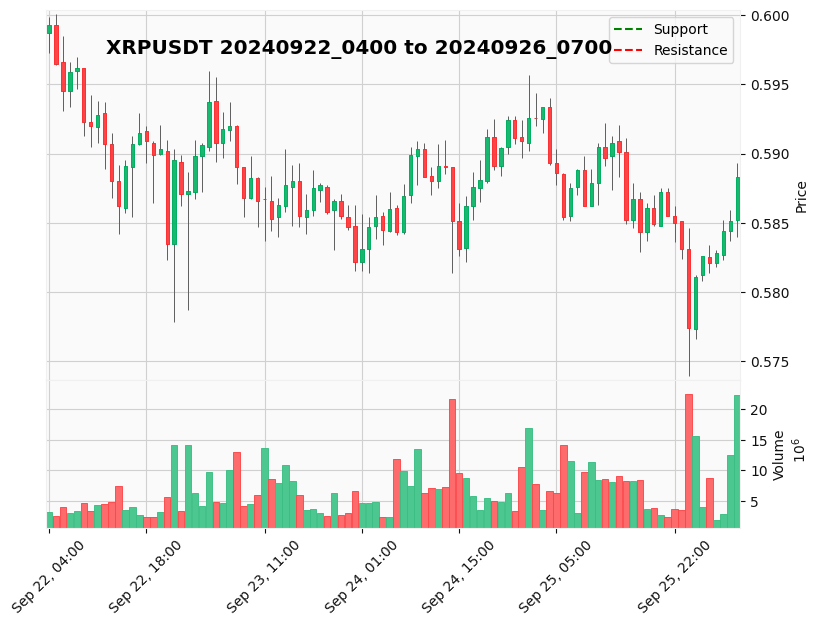 XRPUSDT 20240922_0400 to 20240926_0700
Support
Resistance
0.600
0.595
0.590
0.585
0.580
0.575
Price
20
15
10
5
Volume
10^6
Sep 22, 04:00
Sep 22, 18:00
Sep 23, 11:00
Sep 24, 01:00
Sep 24, 15:00
Sep 25, 05:00
Sep 25, 22:00